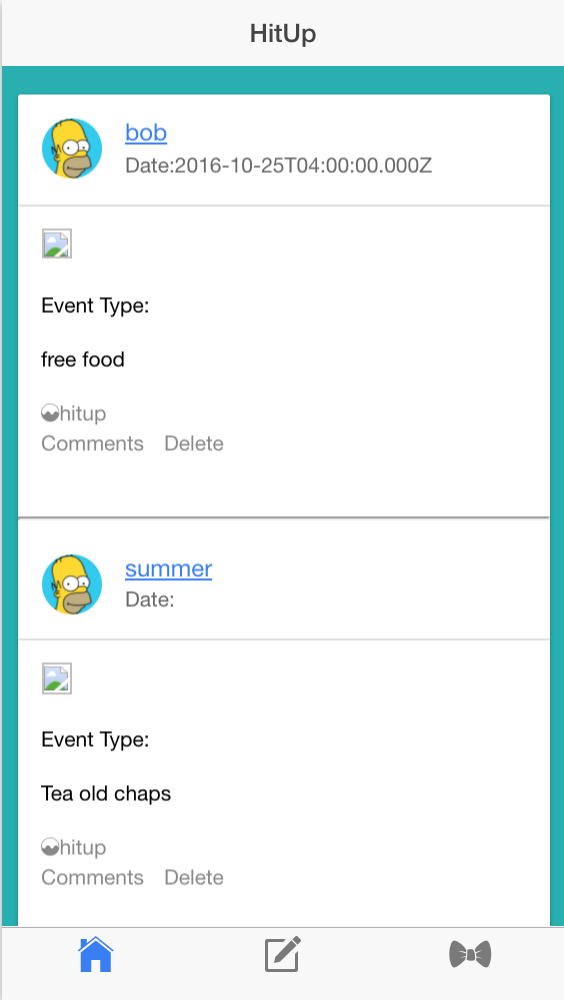 HitUp
bob
Date:2016-10-25T04:00:00.000Z
Event Type:
free food
hitup
Comments Delete
summer
Date:
Event Type:
Tea old chaps
hitup
Comments Delete